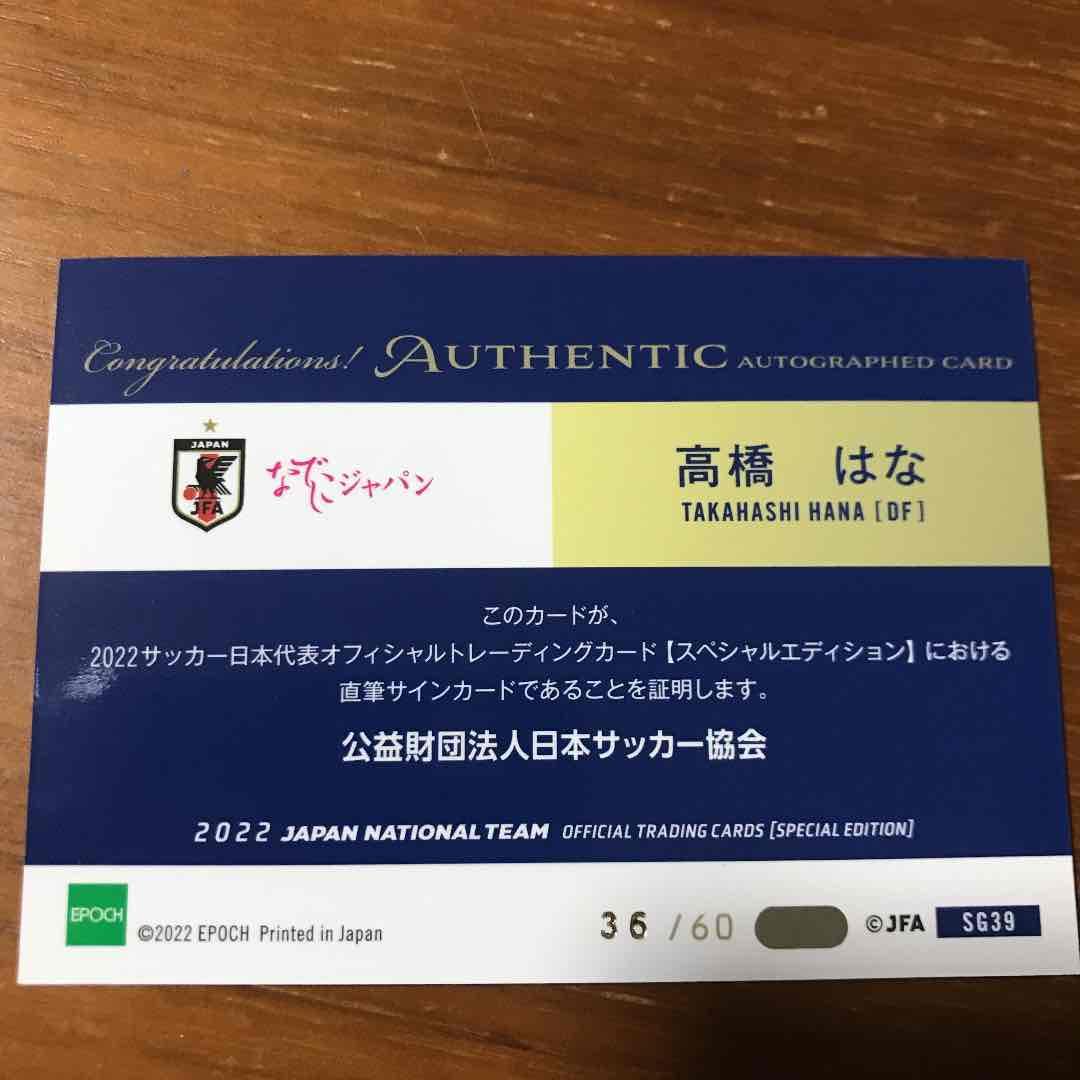 Congratulations! AUTHENTIC AUTOGRAPHED CARD
JAPAN
JFA
なでしこジャパン
高橋 はな
TAKAHASHI HANA [DF]
このカードが、
2022サッカー日本代表オフィシャルトレーディングカード【スペシャルエディション】における
直筆サインカードであることを証明します。
公益財団法人日本サッカー協会
2022 JAPAN NATIONAL TEAM OFFICIAL TRADING CARDS [SPECIAL EDITION]
EPOCH ©2022 EPOCH Printed in Japan 36 /60 ©JFA SG39